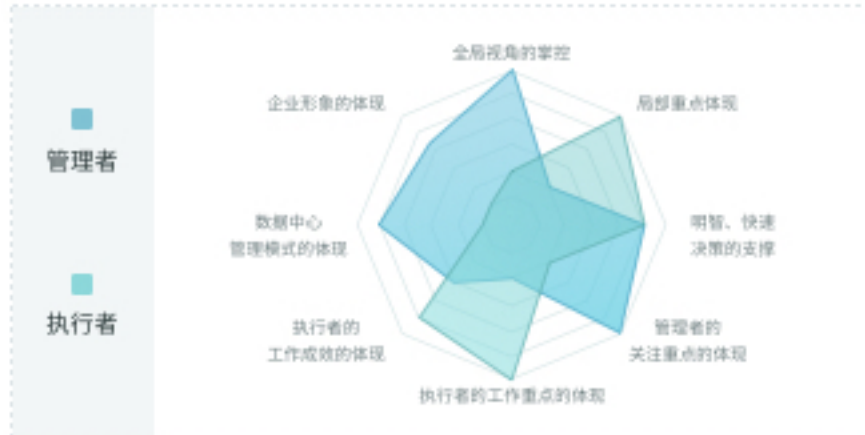 管理者
执行者
全局视角的掌控
局部重点体现
明智、快速
决策的支撑
管理者的
关注重点的体现
执行者的工作重点的体现
执行者的
工作成效的体现
数据中心
管理模式的体现
企业形象的体现